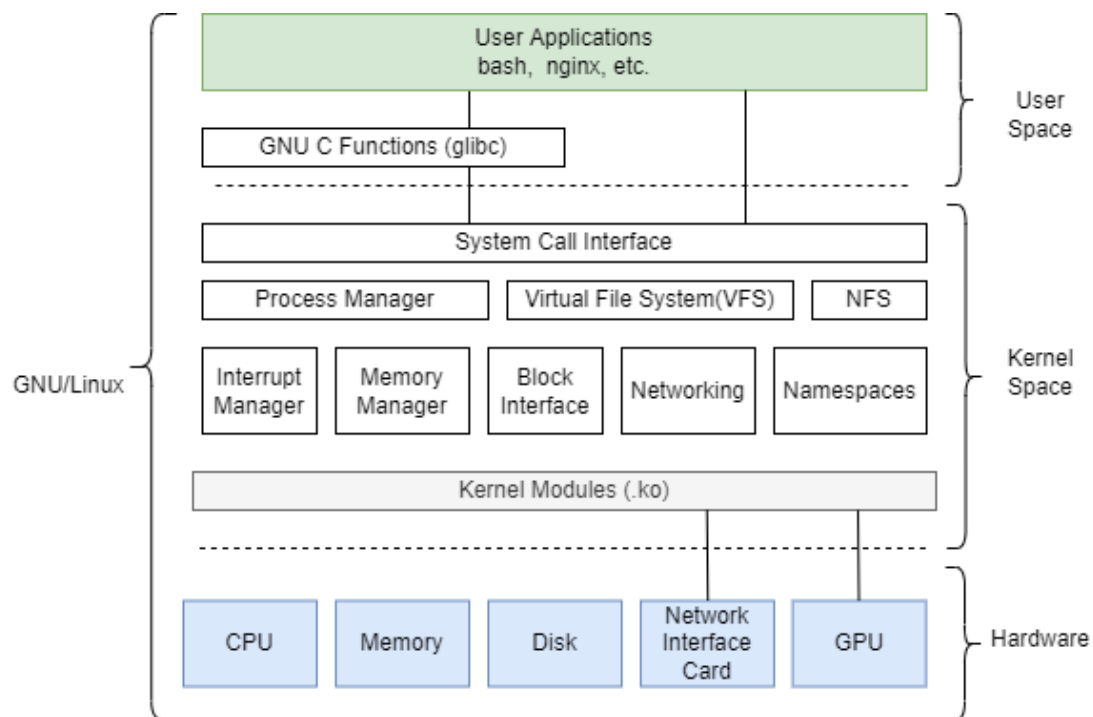 User Applications
bash, nginx, etc.
User
Space
GNU C Functions (glibc)
System Call Interface
Process Manager
Virtual File System(VFS)
NFS
GNU/Linux
Interrupt
Manager
Memory
Manager
Block
Interface
Networking
Namespaces
Kernel
Space
Kernel Modules (.ko)
CPU
Memory
Disk
Network
Interface
Card
GPU
Hardware